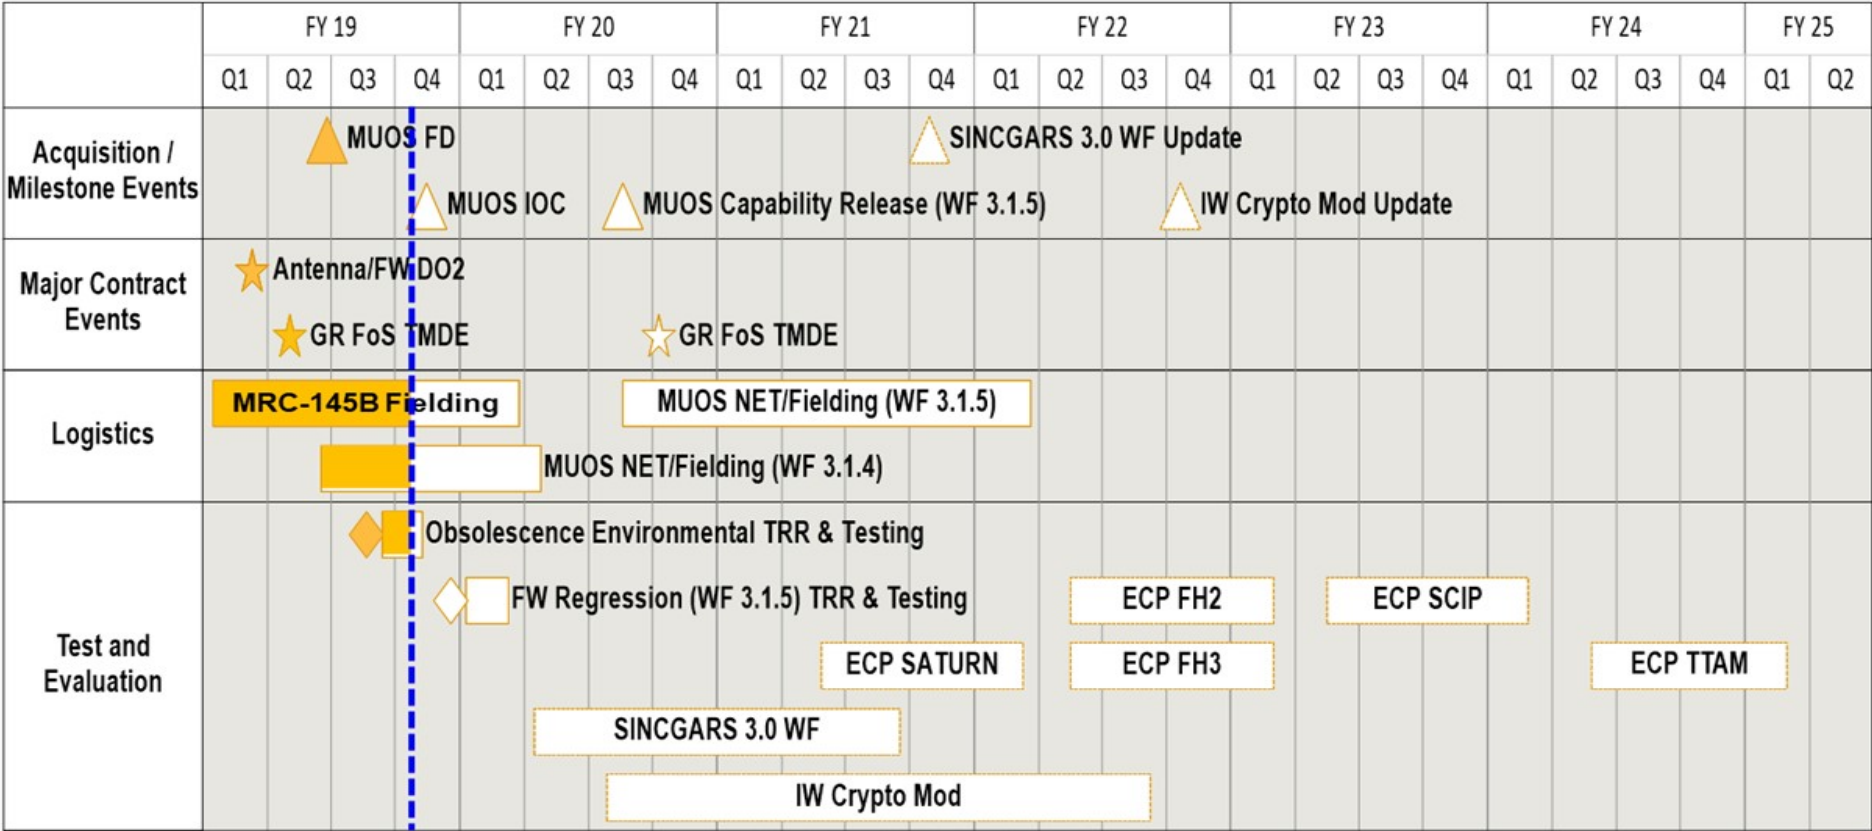 FY 19 FY 20 FY 21 FY 22 FY 23 FY 24 FY 25
Q1 Q2 Q3 Q4 Q1 Q2 Q3 Q4 Q1 Q2 Q3 Q4 Q1 Q2 Q3 Q4 Q1 Q2 Q3 Q4 Q1 Q2 Q3 Q4 Q1 Q2
Acquisition /
Milestone Events
MUOS FD
SINCGARS 3.0 WF Update
MUOS IOC
MUOS Capability Release (WF 3.1.5)
IW Crypto Mod Update
Major Contract
Events
Antenna/FW DO2
GR FoS TMDE
GR FoS TMDE
Logistics
MRC-145B Fielding
MUOS NET/Fielding (WF 3.1.5)
MUOS NET/Fielding (WF 3.1.4)
Test and
Evaluation
Obsolescence Environmental TRR & Testing
FW Regression (WF 3.1.5) TRR & Testing
ECP FH2
ECP SCIP
ECP SATURN
ECP FH3
ECP TTAM
SINCGARS 3.0 WF
IW Crypto Mod